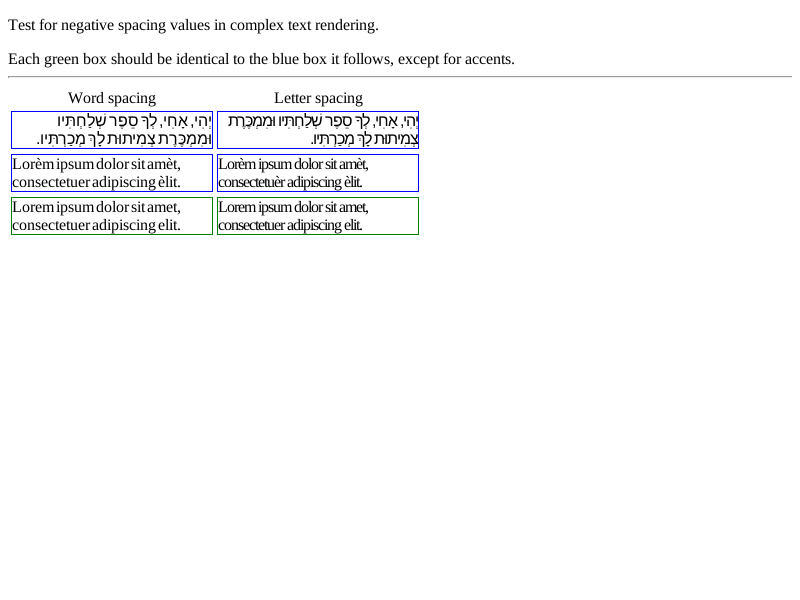 Test for negative spacing values in complex text rendering.
Each green box should be identical to the blue box it follows, except for accents.
Word spacing
Letter spacing
יְהִי, אָחִי, לְךָ סֵפֶר שְׁלַחְתִּיו
וּמִמְכֶּרֶת צְמִיתוּת לָךְ מְכַרְתִּיו.
יְהִי, אָחִי, לְךָ סֵפֶר שְׁלַחְתִּיו וּמִמְכֶּרֶת
צְמִיתוּת לָךְ מְכַרְתִּיו.
Lorèm ipsum dolor sit amèt,
consectetuer adipiscing èlit.
Lorèm ipsum dolor sit amèt,
consectetuèr adipiscing èlit.
Lorem ipsum dolor sit amet,
consectetuer adipiscing elit.
Lorem ipsum dolor sit amet,
consectetuer adipiscing elit.